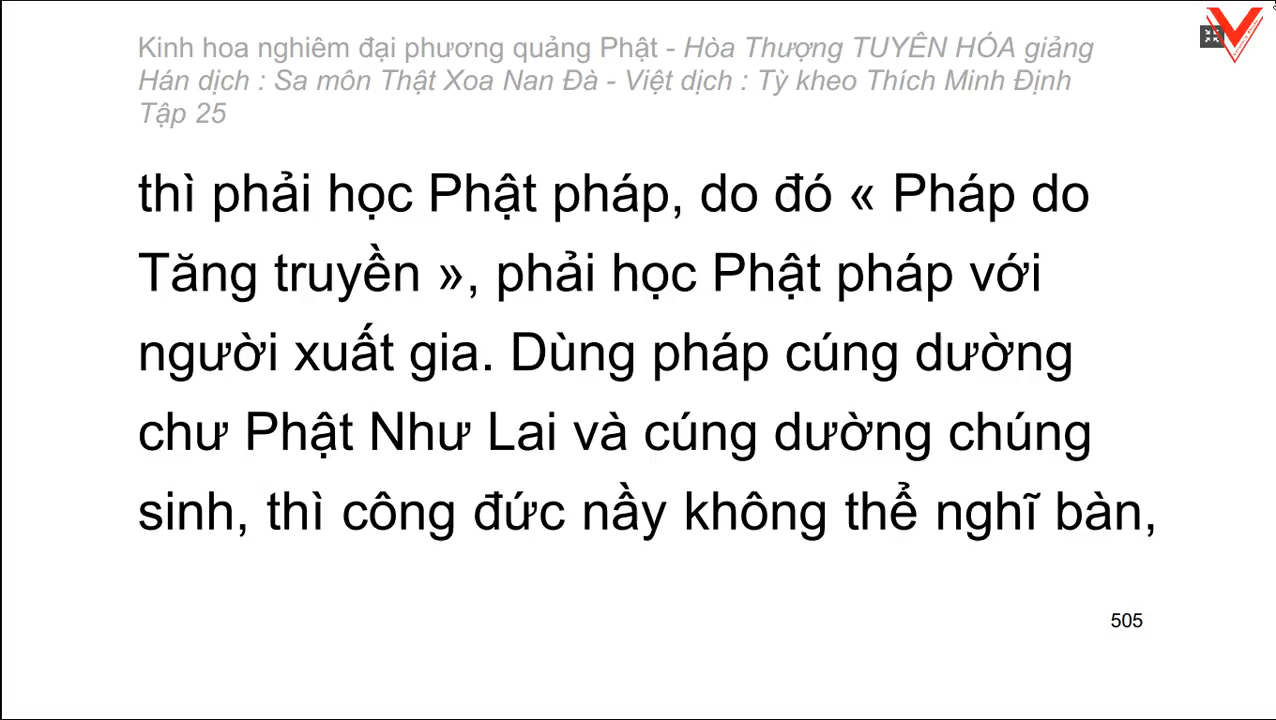 Kinh hoa nghiêm đại phương quảng Phật - Hòa Thượng TUYÊN HÓA giảng
Hán dịch : Sa môn Thật Xoa Nan Đà - Việt dịch : Tỳ kheo Thích Minh Định
Tập 25
thì phải học Phật pháp, do đó « Pháp do
Tăng truyền », phải học Phật pháp với
người xuất gia. Dùng pháp cúng dường
chư Phật Như Lai và cúng dường chúng
sinh, thì công đức nầy không thể nghĩ bàn,
505